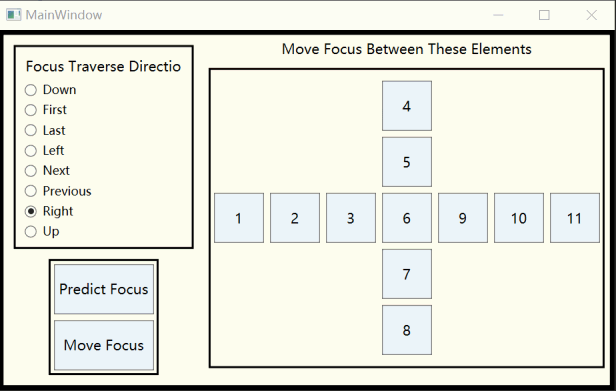 MainWindow
Focus Traverse Directio
Down
First
Last
Left
Next
Previous
Right
Up
Predict Focus
Move Focus
Move Focus Between These Elements
4
5
1 2 3 6 9 10 11
7
8